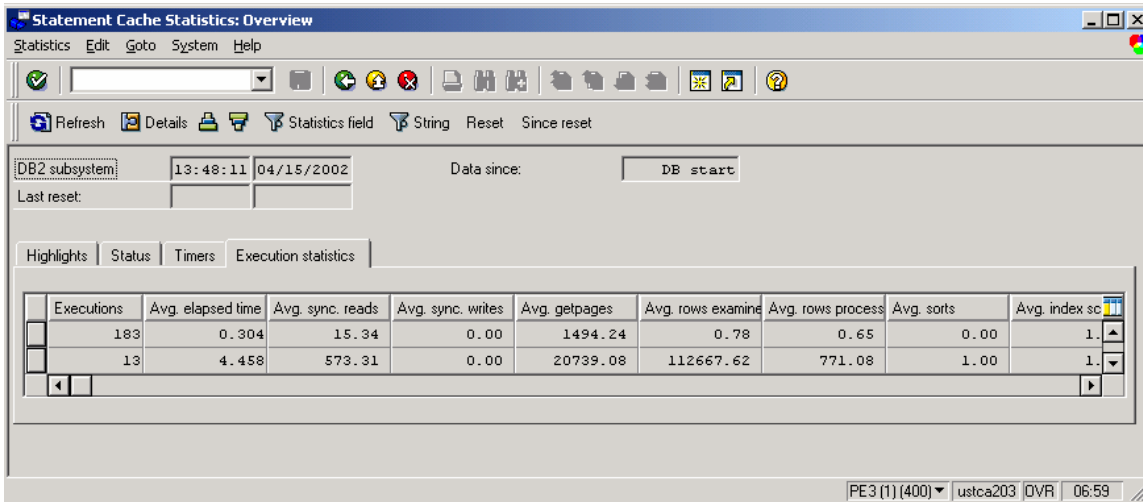 Statement Cache Statistics: Overview
Statistics Edit Goto System Help
Refresh Details Statistics field String Reset Since reset
DB2 subsystem 13:48:11 04/15/2002 Data since: DB start
Last reset:
Highlights Status Timers Execution statistics
Executions Avg. elapsed time Avg. sync. reads Avg. sync. writes Avg. getpages Avg. rows examine Avg. rows process Avg. sorts Avg. index sc
183 0.304 15.34 0.00 1494.24 0.78 0.65 0.00 1.
13 4.458 573.31 0.00 20739.08 112667.62 771.08 1.00 1.
PE3 (1) (400) ustca203 OVR 06:59